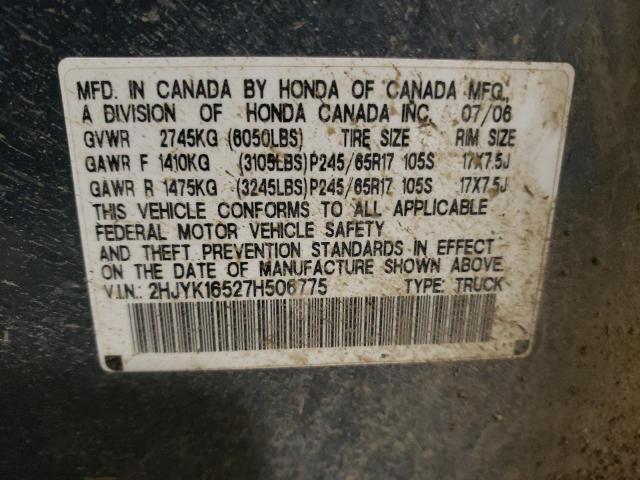 MFD. IN CANADA BY HONDA OF CANADA MFG.,
A DIVISION OF HONDA CANADA INC. 07/06
GVWR 2745KG (6050LBS) TIRE SIZE RIM SIZE
GAWR F 1410KG (3105LBS) P245/65R17 105S 17X7.5J
GAWR R 1475KG (3245LBS) P245/65R17 105S 17X7.5J
THIS VEHICLE CONFORMS TO ALL APPLICABLE
FEDERAL MOTOR VEHICLE SAFETY
AND THEFT PREVENTION STANDARDS IN EFFECT
ON THE DATE OF MANUFACTURE SHOWN ABOVE.
V.I.N.: 2HJYK16527H506775 TYPE: TRUCK